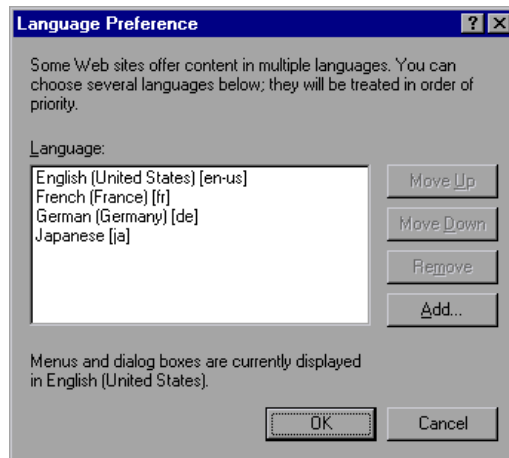 Language Preference
Some Web sites offer content in multiple languages. You can
choose several languages below; they will be treated in order of
priority.
Language:
English (United States) [en-us]
French (France) [fr]
German (Germany) [de]
Japanese [ja]
Move Up
Move Down
Remove
Add...
Menus and dialog boxes are currently displayed
in English (United States).
OK
Cancel